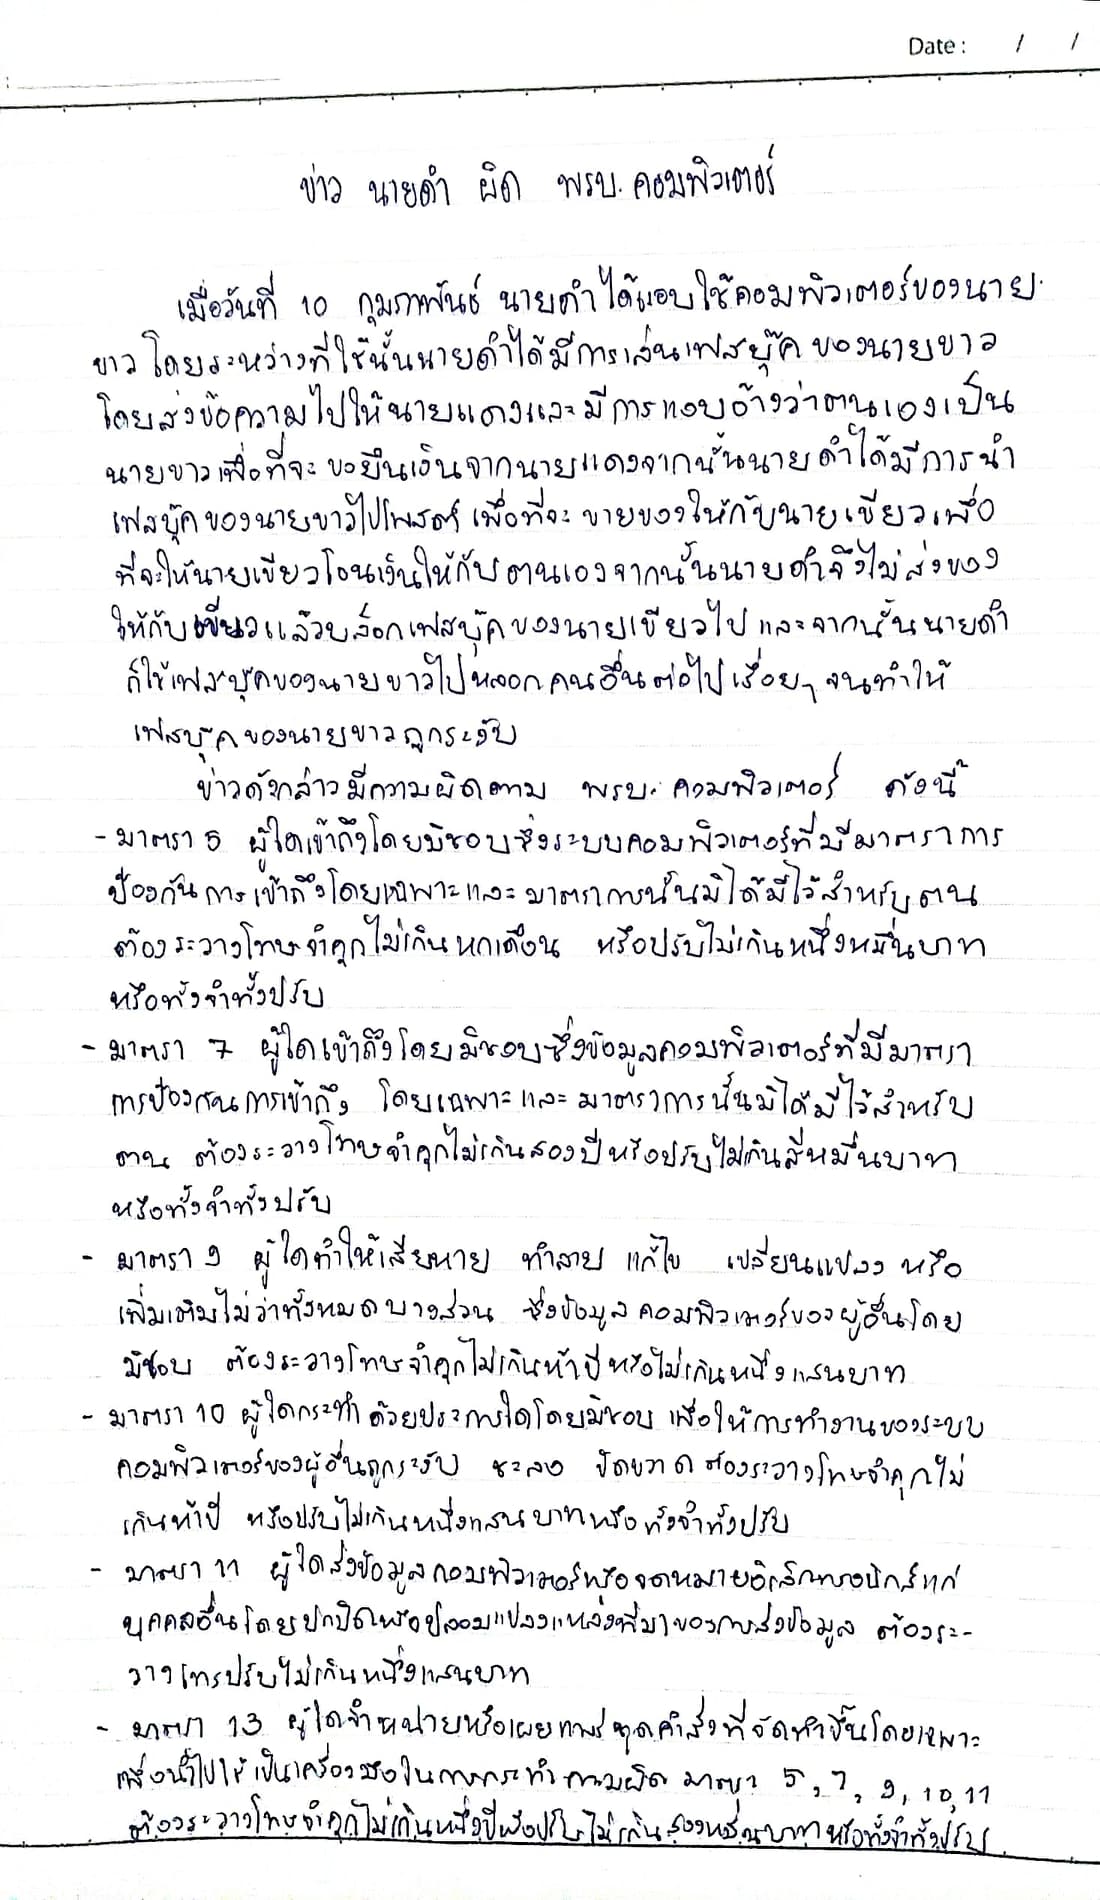 Date : / /
ข่าว นายดำ ผิด พรบ. คอมพิวเตอร์
เมื่อวันที่ 10 กุมภาพันธ์ นายดำได้แอบใช้คอมพิวเตอร์ของนาย
ขาว โดยระหว่างที่ใช้นั้นนายดำได้มีการเล่นเฟสบุ๊คของนายขาว
โดยส่งข้อความไปให้นายแดงและมีการแอบอ้างว่าตนเองเป็น
นายขาวเพื่อที่จะขอยืมเงินจากนายแดงจากนั้นนายดำได้มีการนำ
เฟสบุ๊คของนายขาวไปโพสต์ เพื่อที่จะขายของให้กับนายเขียวเพื่อ
ที่จะให้นายเขียวโอนเงินให้กับตนเองจากนั้นนายดำจึงไม่ส่งของ
ให้กับเขียวแล้วบล็อกเฟสบุ๊คของนายเขียวไป และจากนั้นนายดำ
ก็ใช้เฟสบุ๊คของนายขาวไปหลอกคนอื่นต่อไปเรื่อยๆ จนทำให้
เฟสบุ๊คของนายขาวถูกระงับ
ข่าวดังกล่าวมีความผิดตาม พรบ. คอมพิวเตอร์ ดังนี้
- มาตรา 5 ผู้ใดเข้าถึงโดยมิชอบซึ่งระบบคอมพิวเตอร์ที่มีมาตราการ
ป้องกันการเข้าถึงโดยเฉพาะและมาตราการนั้นมิได้มีไว้สำหรับตน
ต้องระวางโทษจำคุกไม่เกินหกเดือน หรือปรับไม่เกินหนึ่งหมื่นบาท
หรือทั้งจำทั้งปรับ
- มาตรา 7 ผู้ใดเข้าถึงโดยมิชอบซึ่งข้อมูลคอมพิวเตอร์ที่มีมาตรา
การป้องกันการเข้าถึง โดยเฉพาะและมาตราการนั้นมิได้มีไว้สำหรับ
ตน ต้องระวางโทษจำคุกไม่เกินสองปีหรือปรับไม่เกินสี่หมื่นบาท
หรือทั้งจำทั้งปรับ
- มาตรา 9 ผู้ใดทำให้เสียหาย ทำลาย แก้ไข เปลี่ยนแปลง หรือ
เพิ่มเติมไม่ว่าทั้งหมดบางส่วน ซึ่งข้อมูลคอมพิวเตอร์ของผู้อื่นโดย
มิชอบ ต้องระวางโทษจำคุกไม่เกินห้าปีหรือไม่เกินหนึ่งแสนบาท
- มาตรา 10 ผู้ใดกระทำด้วยประการใดโดยมิชอบ เพื่อให้การทำงานของระบบ
คอมพิวเตอร์ของผู้อื่นถูกระงับ ชะลอ ขัดขวาด ต้องระวางโทษจำคุกไม่
เกินห้าปี หรือปรับไม่เกินหนึ่งแสนบาทหรือทั้งจำทั้งปรับ
- มาตรา 11 ผู้ใดส่งข้อมูลคอมพิวเตอร์หรือจดหมายอิเล็กทรอนิกส์แก่
บุคคลอื่นโดยปกปิดหรือปลอมแปลงแหล่งที่มาของการส่งข้อมูล ต้องระ-
วางโทรปรับไม่เกินหนึ่งแสนบาท
- มาตรา 13 ผู้ใดจำหน่ายหรือเผยแพร่ชุดคำสั่งที่จัดทำขึ้นโดยเฉพาะ
เพื่อนำไปใช้เป็นเครื่องมือในการกระทำความผิด มาตรา 5, 7, 9, 10, 11
ต้องระวางโทษจำคุกไม่เกินหนึ่งปีหรือปรับไม่เกินสองหมื่นบาทหรือทั้งจำทั้งปรับ